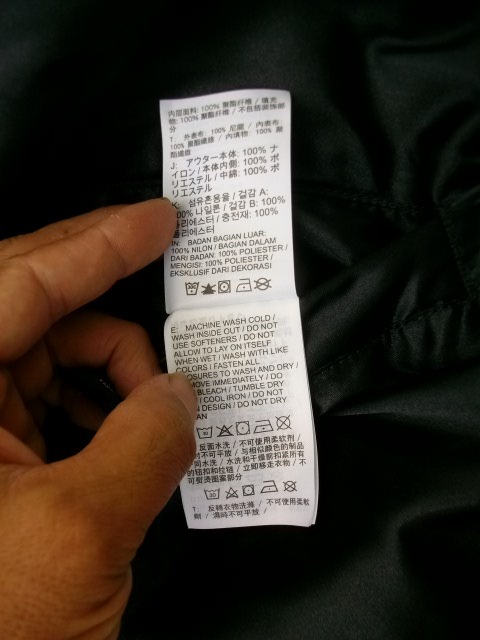 内层面料: 100% 聚酯纤维 / 填充
物: 100% 聚酯纤维 / 不包括装饰部
分
T: 外表布: 100% 尼龍 / 內表布:
100% 聚酯纖維 / 內填物: 100% 聚
酯纖維
J: アウター本体: 100% ナ
イロン / 本体内側: 100% ポ
リエステル / 中綿: 100% ポ
リエステル
K: 섬유혼용율 / 겉감 A:
100% 나일론 / 겉감 B: 100%
폴리에스터 / 충전재: 100%
폴리에스터
IN: BADAN BAGIAN LUAR:
100% NILON / BAGIAN DALAM
DARI BADAN: 100% POLIESTER /
MENGISI: 100% POLIESTER /
EKSKLUSIF DARI DEKORASI
E: MACHINE WASH COLD /
WASH INSIDE OUT / DO NOT
USE SOFTENERS / DO NOT
ALLOW TO LAY ON ITSELF
WHEN WET / WASH WITH LIKE
COLORS / FASTEN ALL
OSURES TO WASH AND DRY /
MOVE IMMEDIATELY / DO
BLEACH / TUMBLE DRY
/ COOL IRON / DO NOT
N DESIGN / DO NOT DRY
AN
反面水洗 / 不可使用柔软剂 /
时不可平放 / 与相似颜色的制品
同水洗 / 水洗和干燥前扣紧所有
的钮扣和拉链 / 立即移走衣物 / 不
可熨烫图案部分
T: 反轉衣物洗滌 / 不可使用柔軟
劑 / 濕時不可平放 /